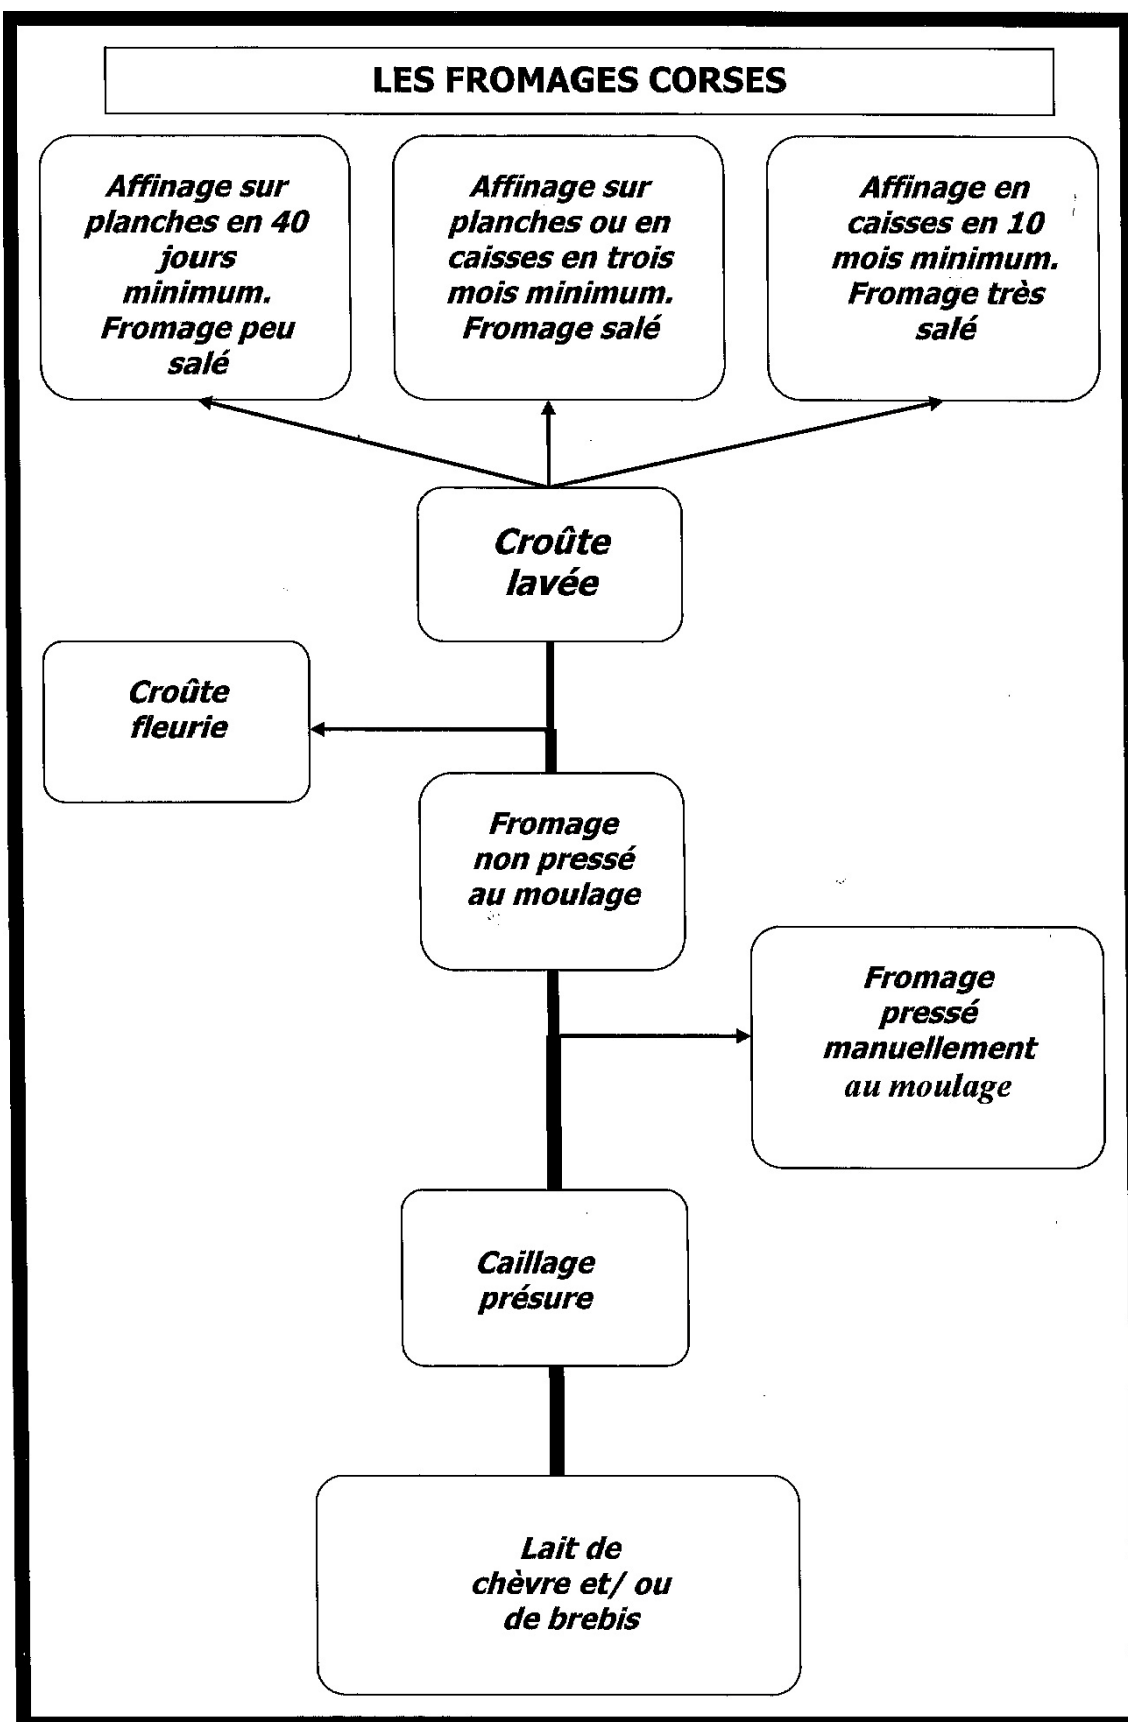 LES FROMAGES CORSES
Affinage sur
planches en 40
jours
minimum.
Fromage peu
salé
Affinage sur
planches ou en
caisses en trois
mois minimum.
Fromage salé
Affinage en
caisses en 10
mois minimum.
Fromage très
salé
Croûte
lavée
Croûte
fleurie
Fromage
non pressé
au moulage
Fromage
pressé
manuellement
au moulage
Caillage
présure
Lait de
chèvre et/ ou
de brebis